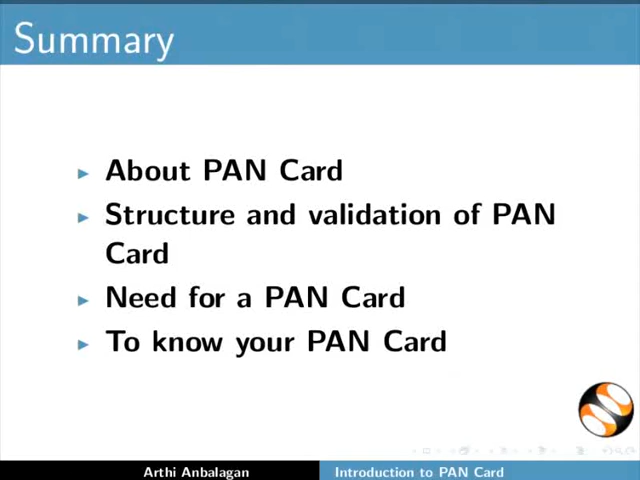 Summary
About PAN Card
Structure and validation of PAN
Card
Need for a PAN Card
To know your PAN Card
Arthi Anbalagan
Introduction to PAN Card